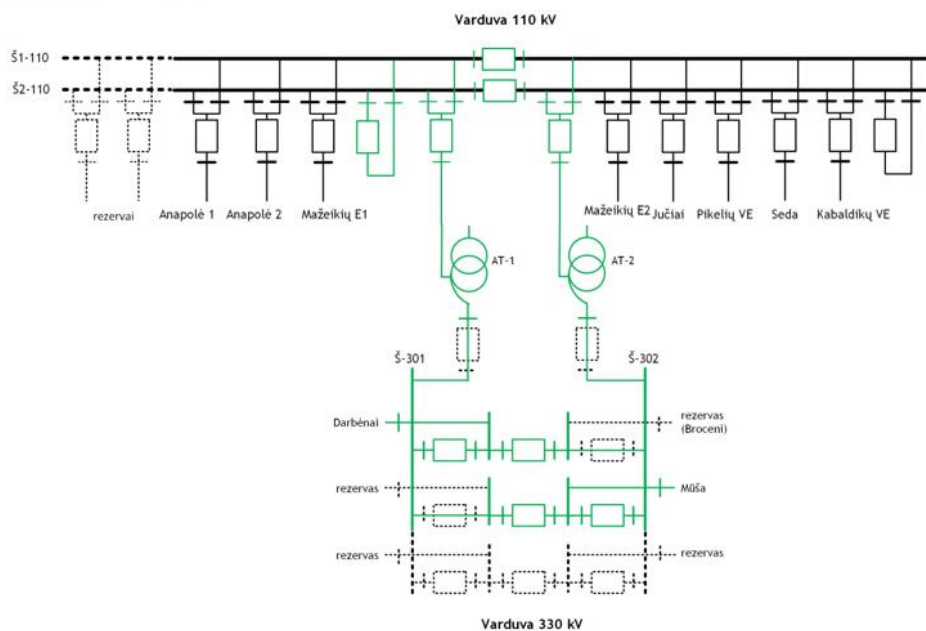 Varduva 110 kV
Š1-110
Š2-110
rezervai
Anapolė 1
Anapolė 2
Mažeikių E1
Mažeikių E2
Jučiai
Pikelių VE
Seda
Kabaldikų VE
AT-1
AT-2
Š-301
Š-302
Darbėnai
rezervas
(Broceni)
rezervas
Mūša
rezervas
rezervas
Varduva 330 kV